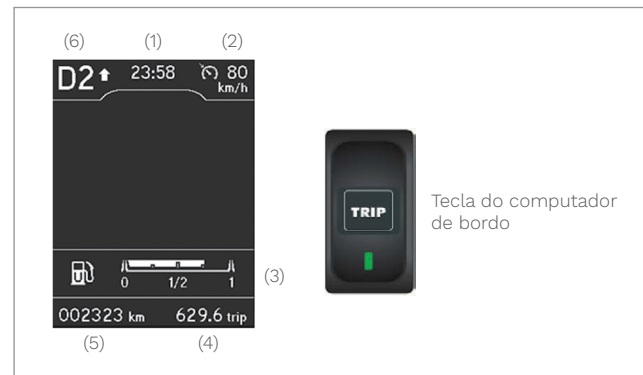 (6) (1) (2)
D2 23:58 80
km/h
TRIP
Tecla do computador
de bordo
0 1/2 1
(3)
002323 km 629.6 trip
(5) (4)